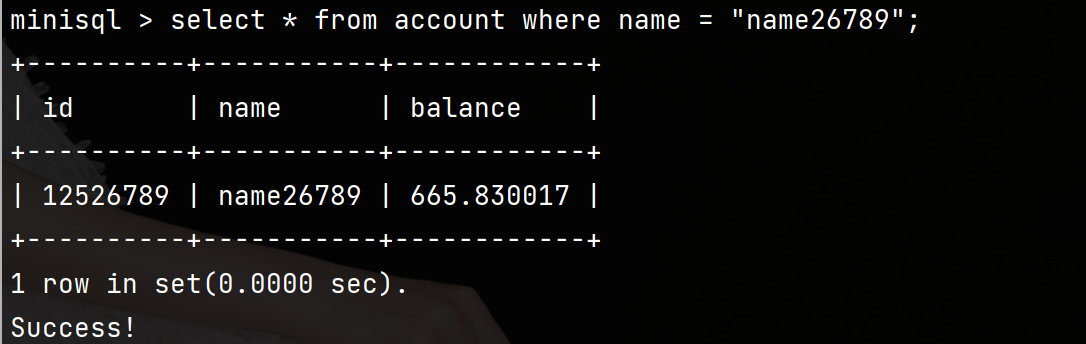 minisql > select * from account where name = "name26789";
+----------+-----------+------------+
| id       | name      | balance    |
+----------+-----------+------------+
| 12526789 | name26789 | 665.830017 |
+----------+-----------+------------+
1 row in set(0.0000 sec).
Success!